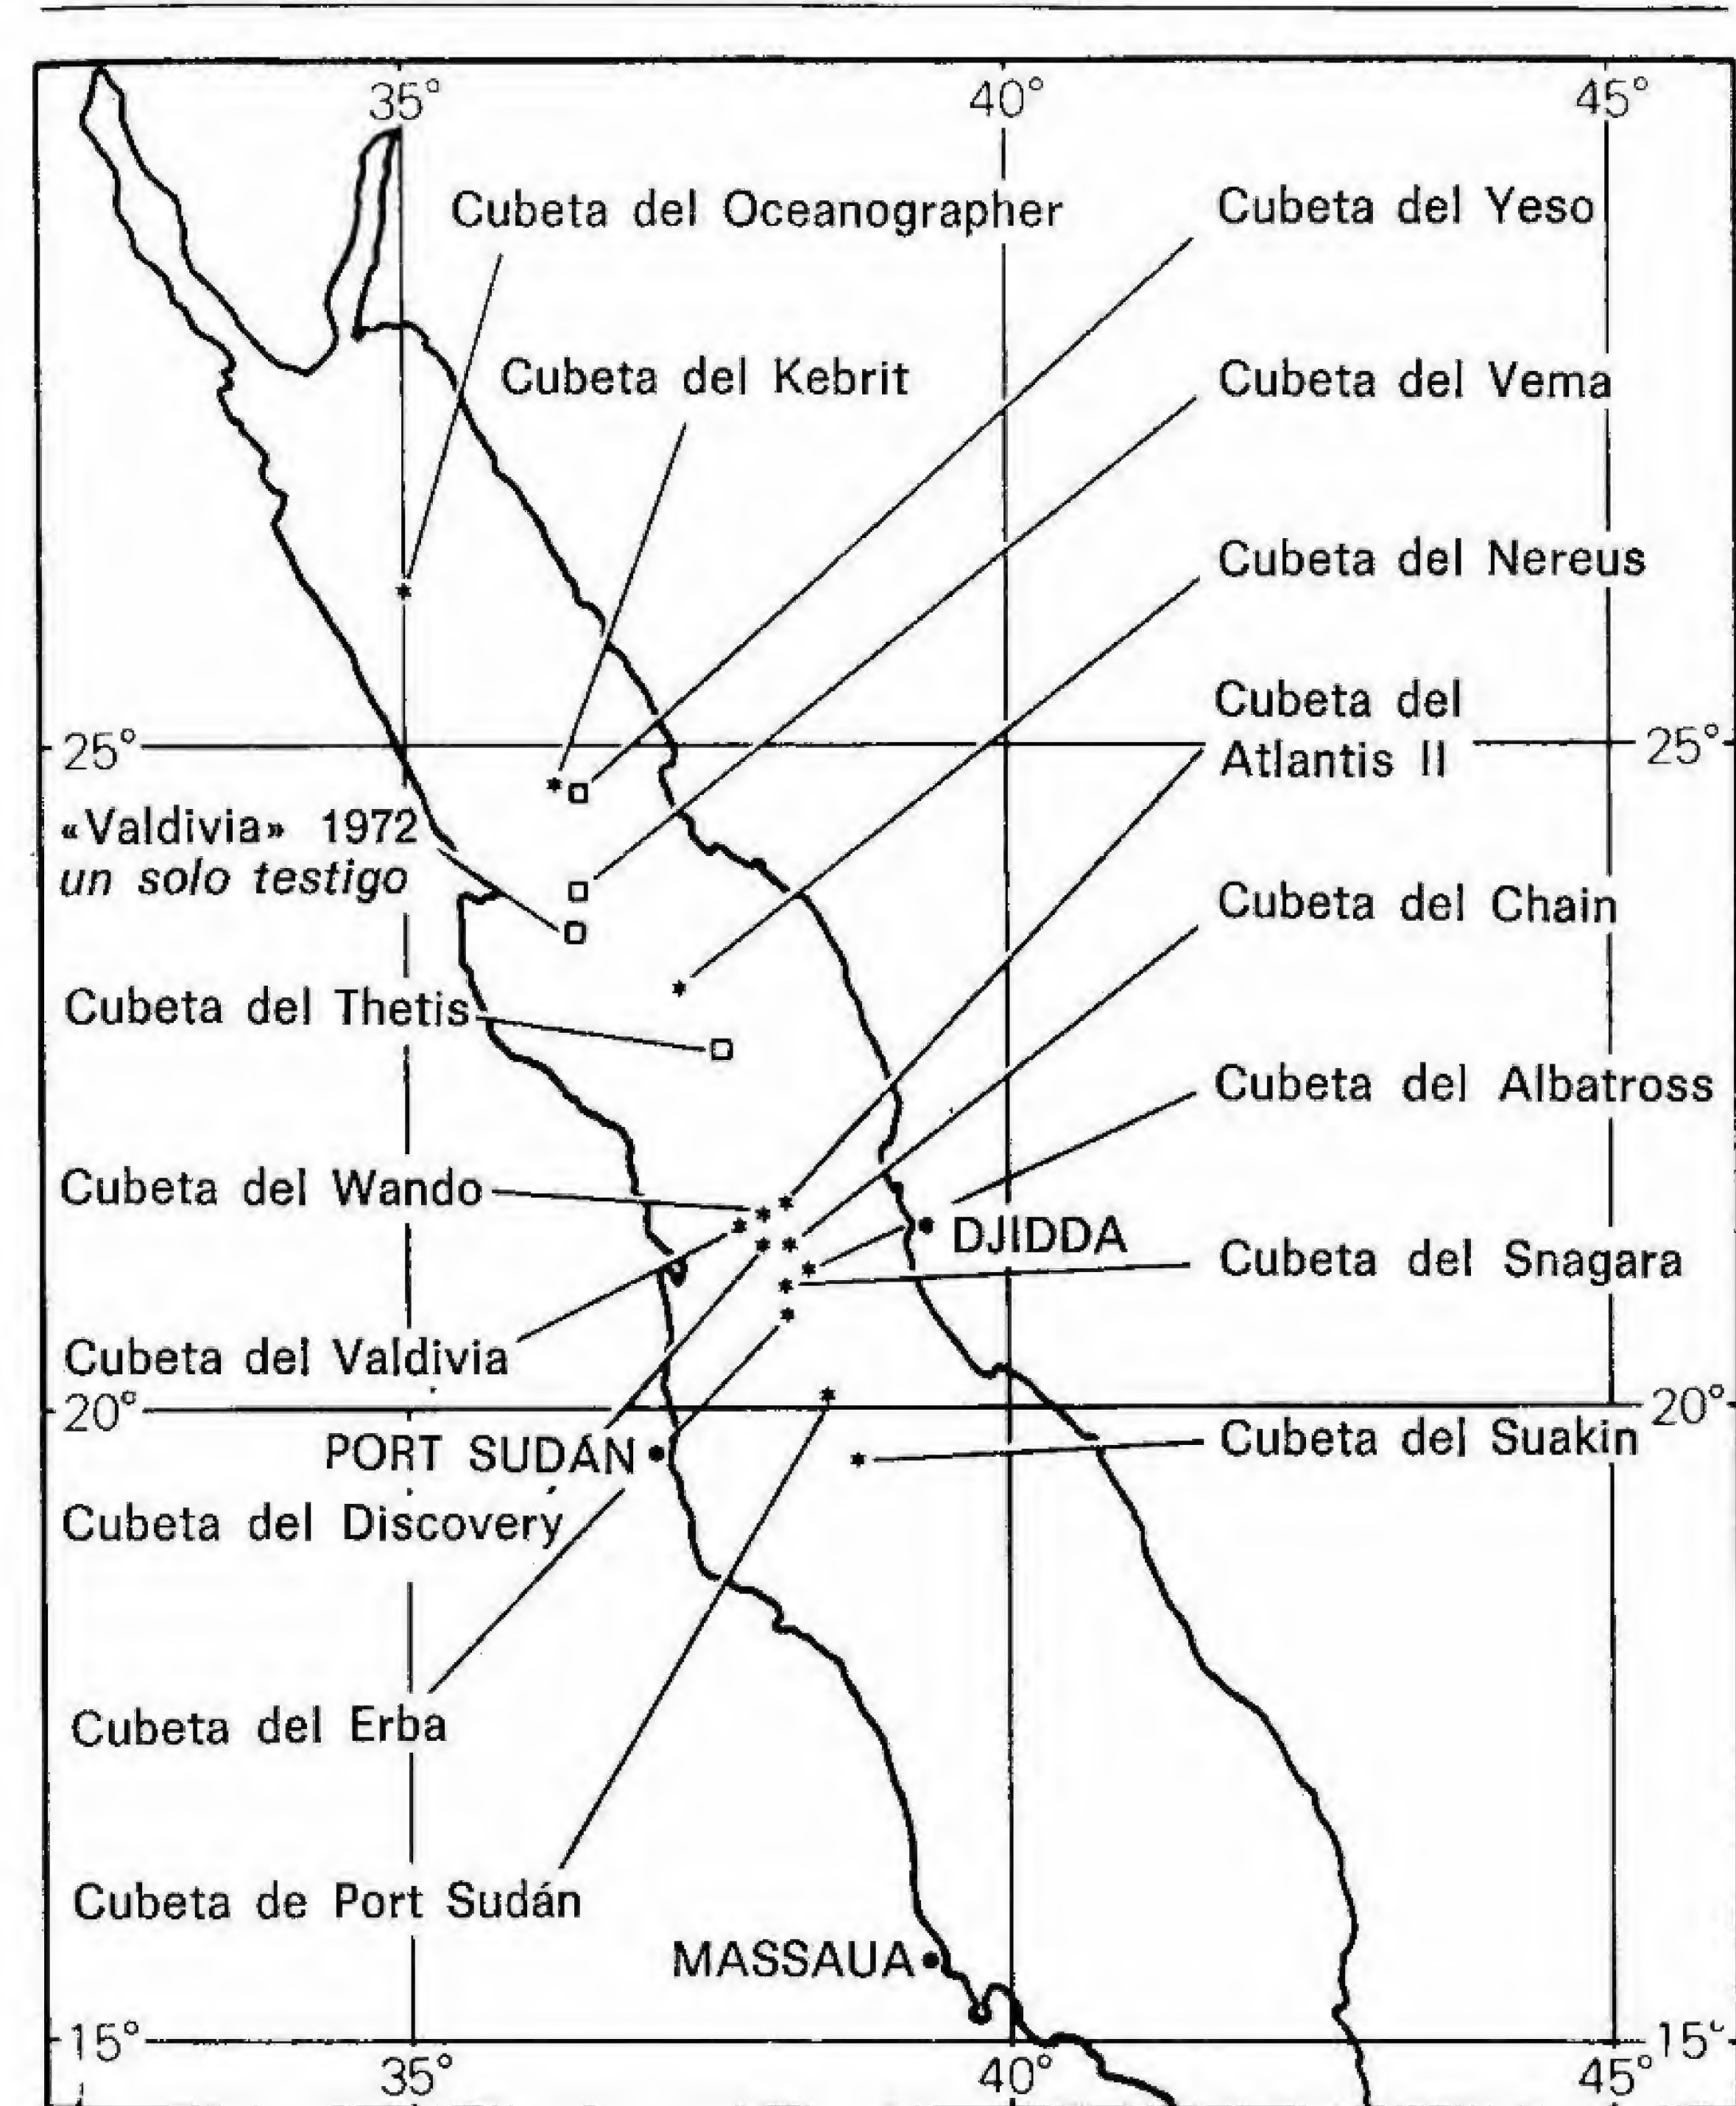 35° 40° 45°
Cubeta del Oceanographer
Cubeta del Yeso
Cubeta del Kebrit
Cubeta del Vema
Cubeta del Nereus
Cubeta del
Atlantis II
25° 25°
«Valdivia» 1972
un solo testigo
Cubeta del Chain
Cubeta del Thetis
Cubeta del Albatross
Cubeta del Wando
DJIDDA
Cubeta del Snagara
Cubeta del Valdivia
20° 20°
PORT SUDÁN
Cubeta del Suakin
Cubeta del Discovery
Cubeta del Erba
Cubeta de Port Sudán
MASSAUA
15° 15°
35° 40° 45°